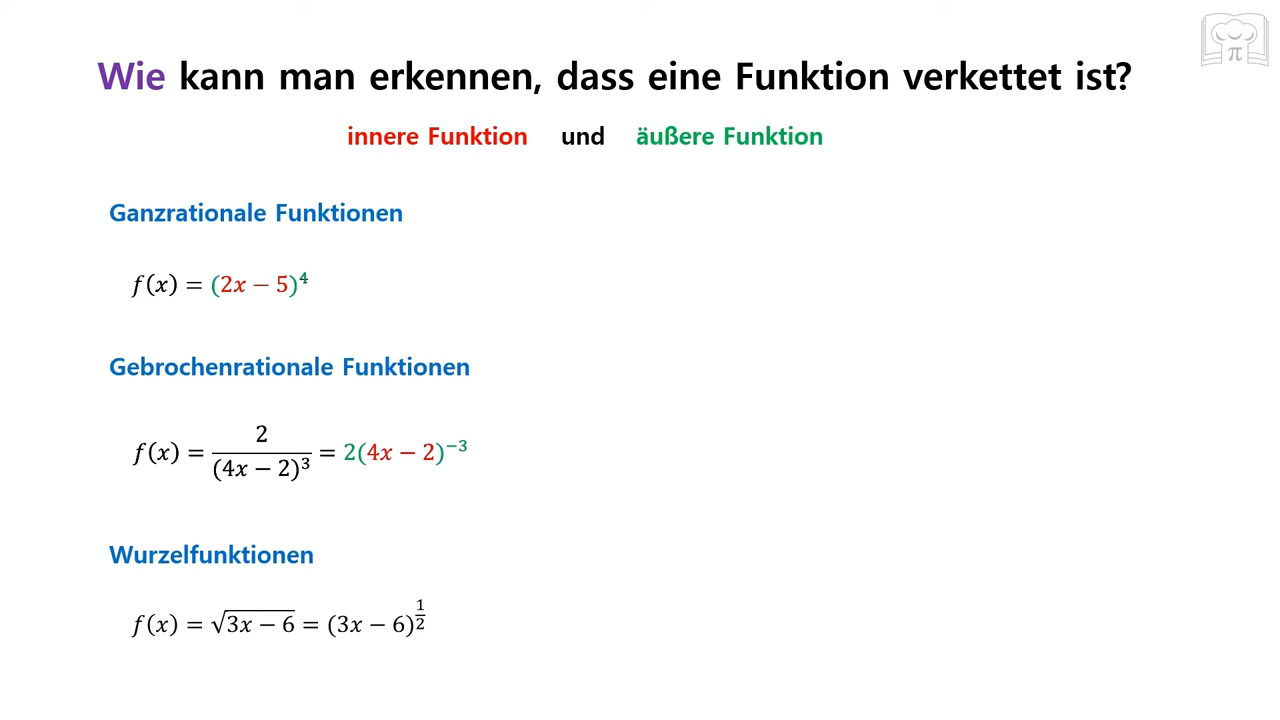 Wie kann man erkennen, dass eine Funktion verkettet ist?
innere Funktion und äußere Funktion
Ganzrationale Funktionen
f(x) = (2x − 5)⁴
Gebrochenrationale Funktionen
f(x) = 2/(4x − 2)³ = 2(4x − 2)⁻³
Wurzelfunktionen
f(x) = √(3x − 6) = (3x − 6)^(1/2)
π